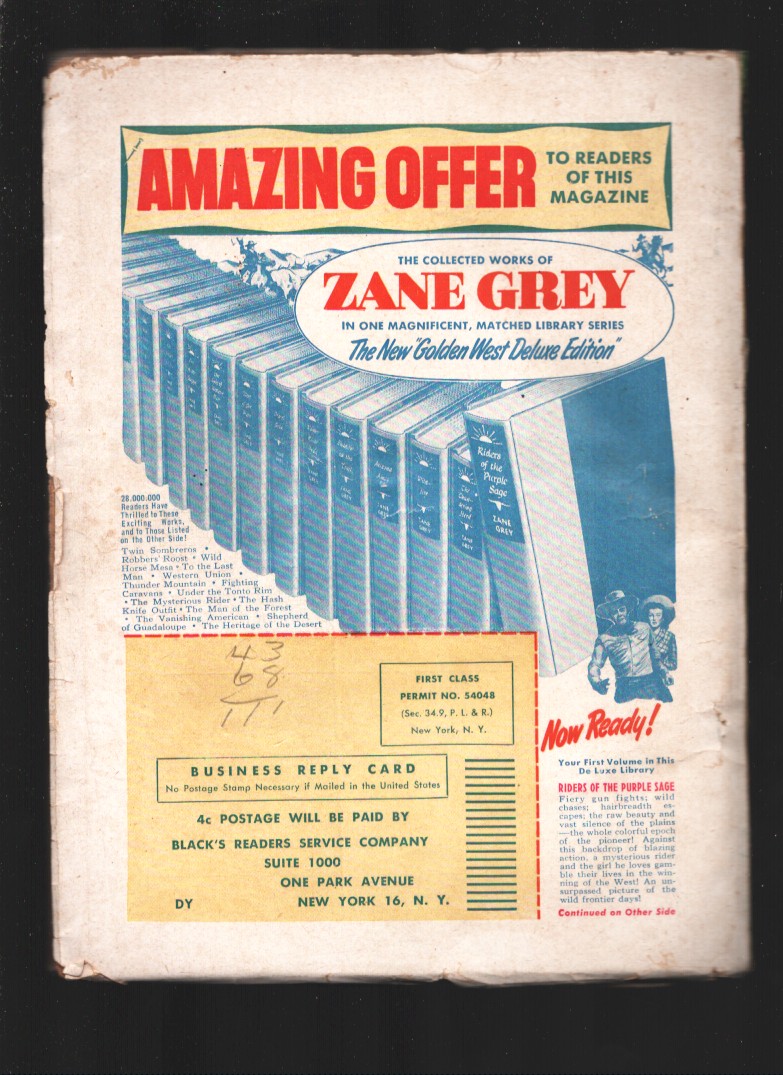 AMAZING OFFER
TO READERS
OF THIS
MAGAZINE
THE COLLECTED WORKS OF
ZANE GREY
IN ONE MAGNIFICENT, MATCHED LIBRARY SERIES
The New "Golden West Deluxe Edition"
Riders
of the
Purple
Sage
ZANE
GREY
28,000,000
Readers Have
Thrilled to These
Exciting Works,
and to Those Listed
on the Other Side!
Twin Sombreros •
Robbers' Roost • Wild
Horse Mesa • To the Last
Man • Western Union •
Thunder Mountain • Fighting
Caravans • Under the Tonto Rim
• The Mysterious Rider • The Hash
Knife Outfit • The Man of the Forest
• The Vanishing American • Shepherd
of Guadaloupe • The Heritage of the Desert
43
68
111
FIRST CLASS
PERMIT NO. 54048
(Sec. 34.9, P. L. & R.)
New York, N. Y.
BUSINESS REPLY CARD
No Postage Stamp Necessary if Mailed in the United States
4c POSTAGE WILL BE PAID BY
BLACK'S READERS SERVICE COMPANY
SUITE 1000
ONE PARK AVENUE
DY NEW YORK 16, N. Y.
Now Ready!
Your First Volume in This
De Luxe Library
RIDERS OF THE PURPLE SAGE
Fiery gun fights; wild
chases; hairbreadth es-
capes; the raw beauty and
vast silence of the plains
—the whole colorful epoch
of the pioneer! Against
this backdrop of blazing
action, a mysterious rider
and the girl he loves gam-
ble their lives in the win-
ning of the West! An un-
surpassed picture of the
wild frontier days!
Continued on Other Side